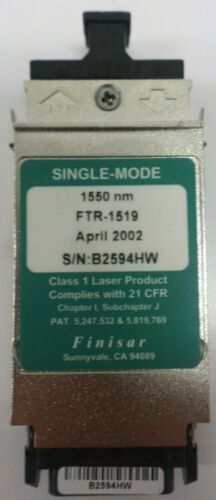 SINGLE-MODE
1550 nm
FTR-1519
April 2002
S/N:B2594HW
Class 1 Laser Product
Complies with 21 CFR
Chapter I, Subchapter J
PAT. 5,247,532 & 5,019,769
Finisar
Sunnyvale, CA 94089
B2594HW